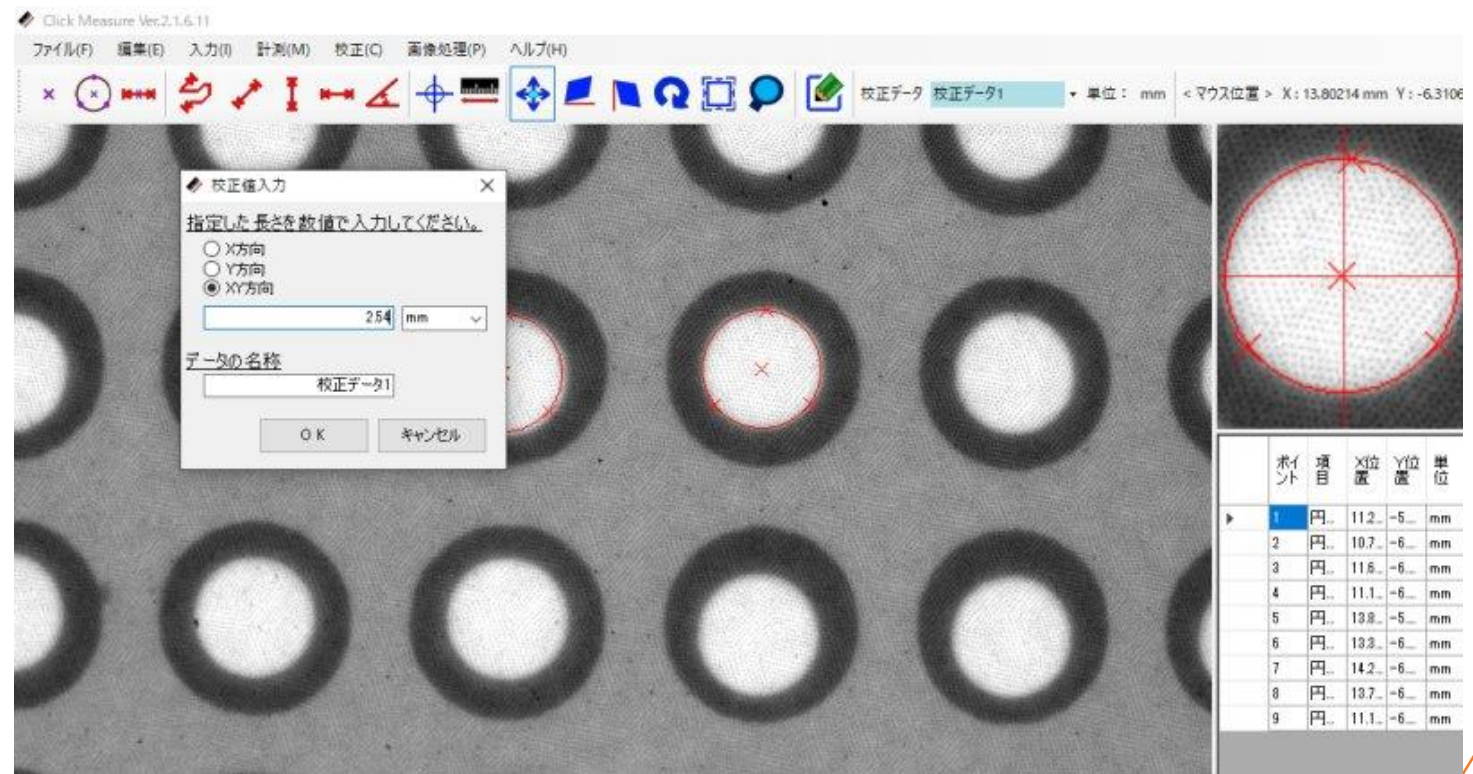 Click Measure Ver.2.1.6.11
ファイル(F) 編集(E) 入力(I) 計測(M) 校正(C) 画像処理(P) ヘルプ(H)
校正データ 校正データ1 単位： mm <マウス位置> X : 13.80214 mm Y : -6.3106
校正値入力
指定した長さを数値で入力してください。
X方向
Y方向
XY方向
2.54 mm
データの名称
校正データ1
OK キャンセル
ポイント 項目 X位置 Y位置 単位
1 円... 11.2... -5... mm
2 円... 10.7... -6... mm
3 円... 11.6... -6... mm
4 円... 11.1... -6... mm
5 円... 13.8... -5... mm
6 円... 13.3... -6... mm
7 円... 14.2... -6... mm
8 円... 13.7... -6... mm
9 円... 11.1... -6... mm